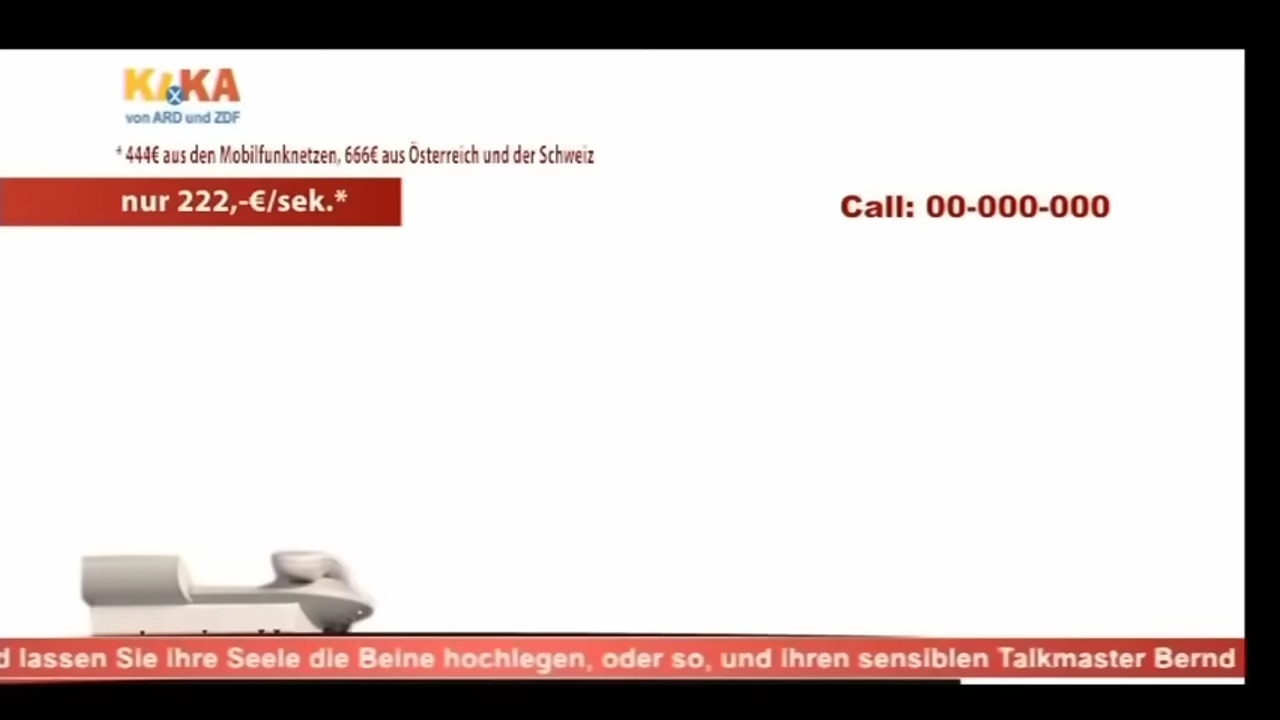 KiKA
von ARD und ZDF
* 444€ aus den Mobilfunknetzen, 666€ aus Österreich und der Schweiz
nur 222,-€/sek.*
Call: 00-000-000
d lassen Sie ihre Seele die Beine hochlegen, oder so, und ihren sensiblen Talkmaster Bernd